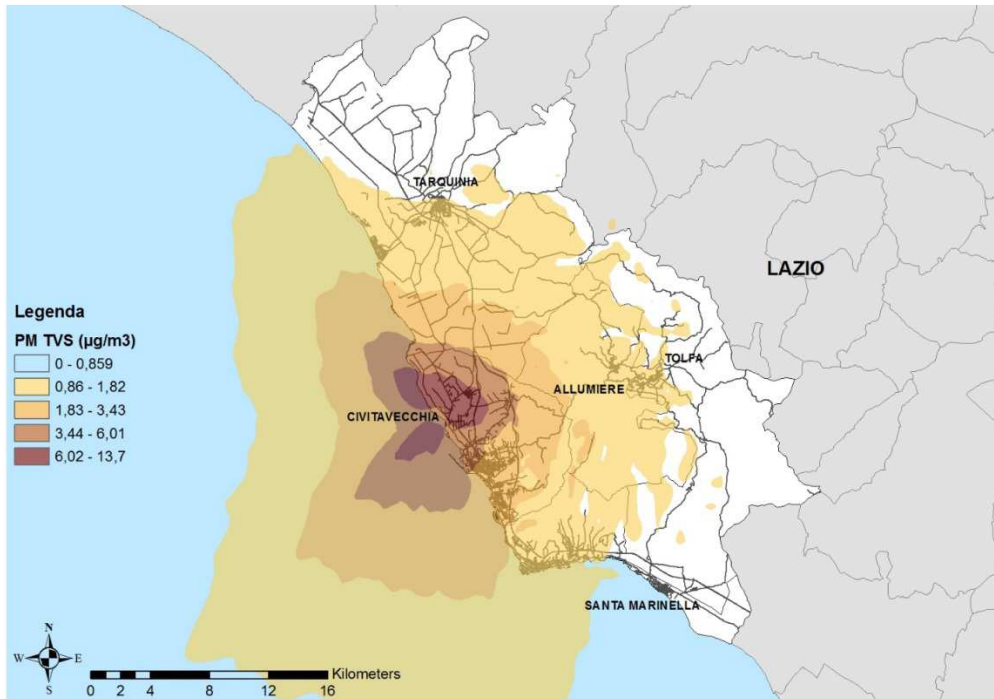 TARQUINIA
LAZIO
Legenda
PM TVS (µg/m3)
0 - 0,859
0,86 - 1,82
1,83 - 3,43
3,44 - 6,01
6,02 - 13,7
TOLFA
ALLUMIERE
CIVITAVECCHIA
SANTA MARINELLA
N
W E
S
Kilometers
0 2 4 8 12 16